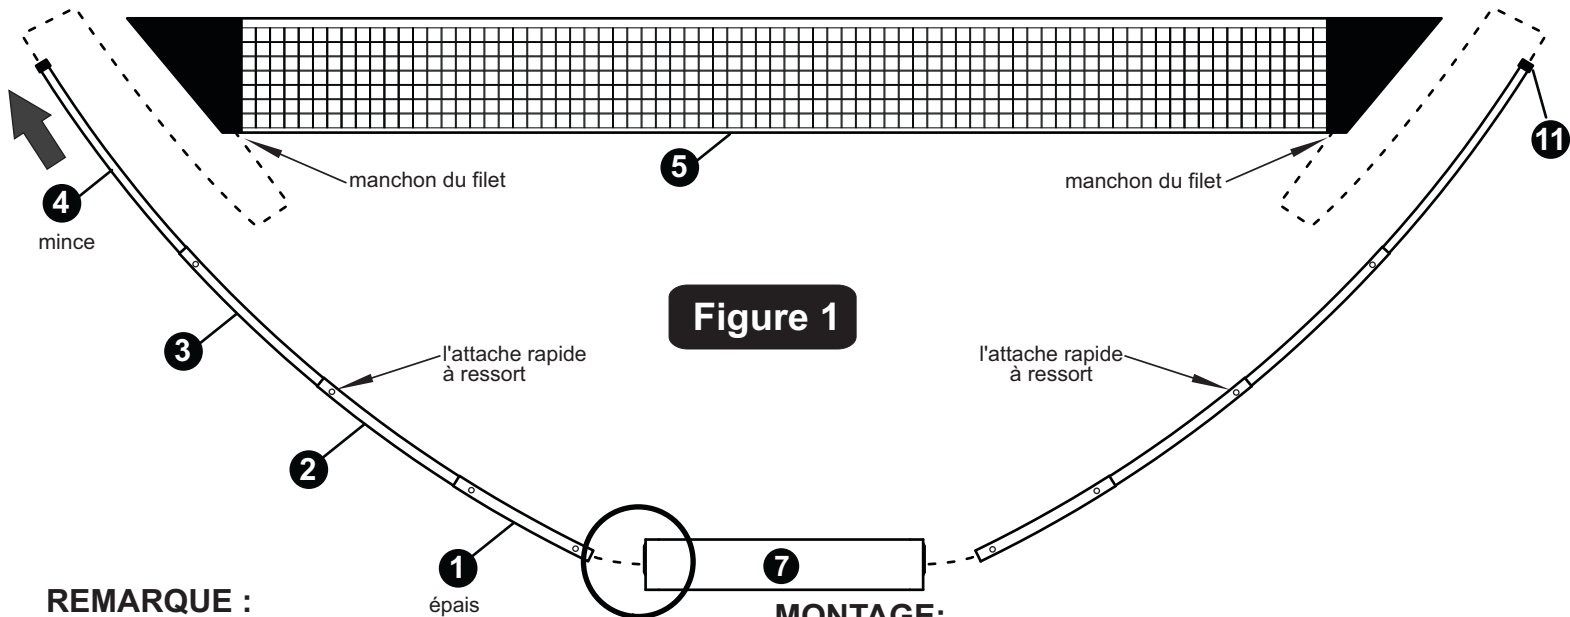 5
11
manchon du filet
manchon du filet
4
mince
Figure 1
3
l'attache rapide
à ressort
l'attache rapide
à ressort
2
1
épais
7
REMARQUE :
MONTAGE: